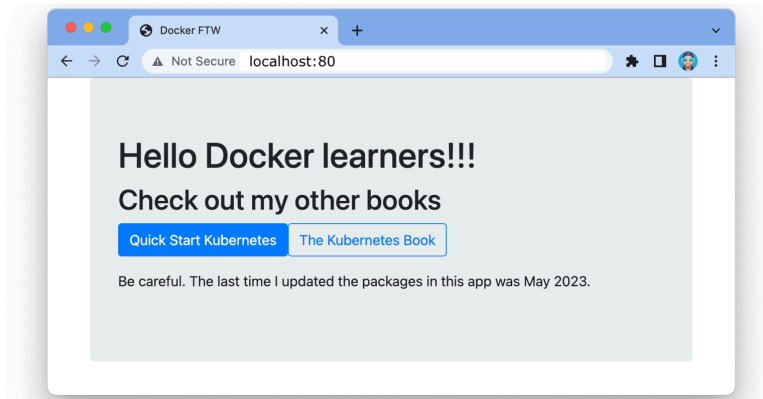 Docker FTW
Not Secure localhost:80
Hello Docker learners!!!
Check out my other books
Quick Start Kubernetes The Kubernetes Book
Be careful. The last time I updated the packages in this app was May 2023.